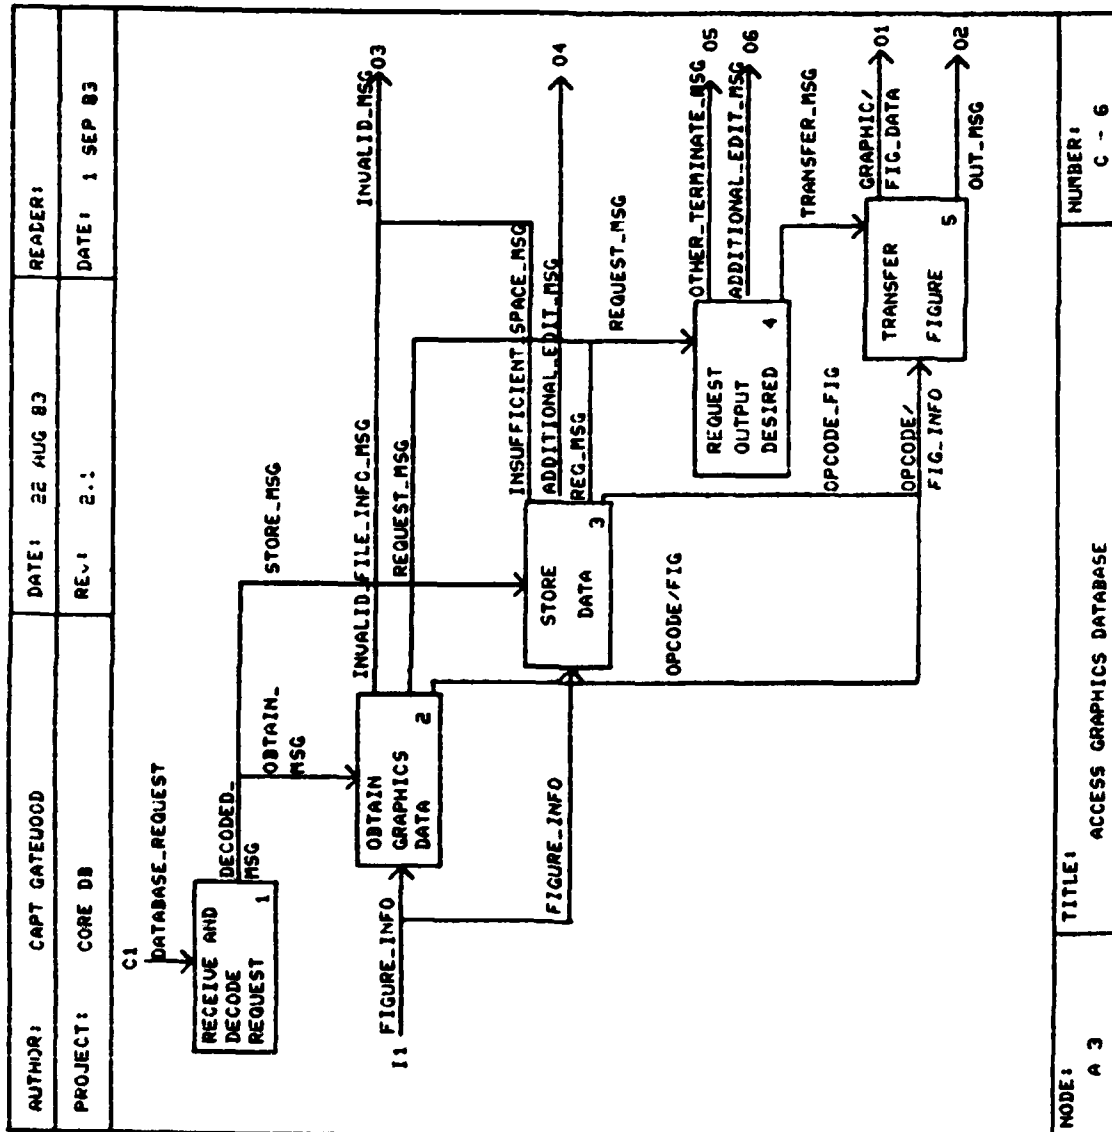 AUTHOR: CAPT GATEWOOD
DATE: 22 AUG 83
READER:
PROJECT: CORE DB
REV: 2.1
DATE: 1 SEP 83
C1
DATABASE_REQUEST
RECEIVE AND
DECODE
REQUEST 1
DECODED_
MSG
OBTAIN_
MSG
STORE_MSG
I1
FIGURE_INFO
OBTAIN
GRAPHICS
DATA 2
INVALID_FILE_INFO_MSG
INVALID_MSG
O3
REQUEST_MSG
FIGURE_INFO
STORE
DATA 3
INSUFFICIENT_SPACE_MSG
ADDITIONAL_EDIT_MSG
O4
REQ_MSG
REQUEST_MSG
OPCODE/FIG
REQUEST
OUTPUT
DESIRED 4
OTHER_TERMINATE_MSG
O5
ADDITIONAL_EDIT_MSG
O6
TRANSFER_MSG
OPCODE_FIG
OPCODE/
FIG_INFO
TRANSFER
FIGURE 5
GRAPHIC/
FIG_DATA
O1
OUT_MSG
O2
NODE:
A 3
TITLE:
ACCESS GRAPHICS DATABASE
NUMBER:
C - 6